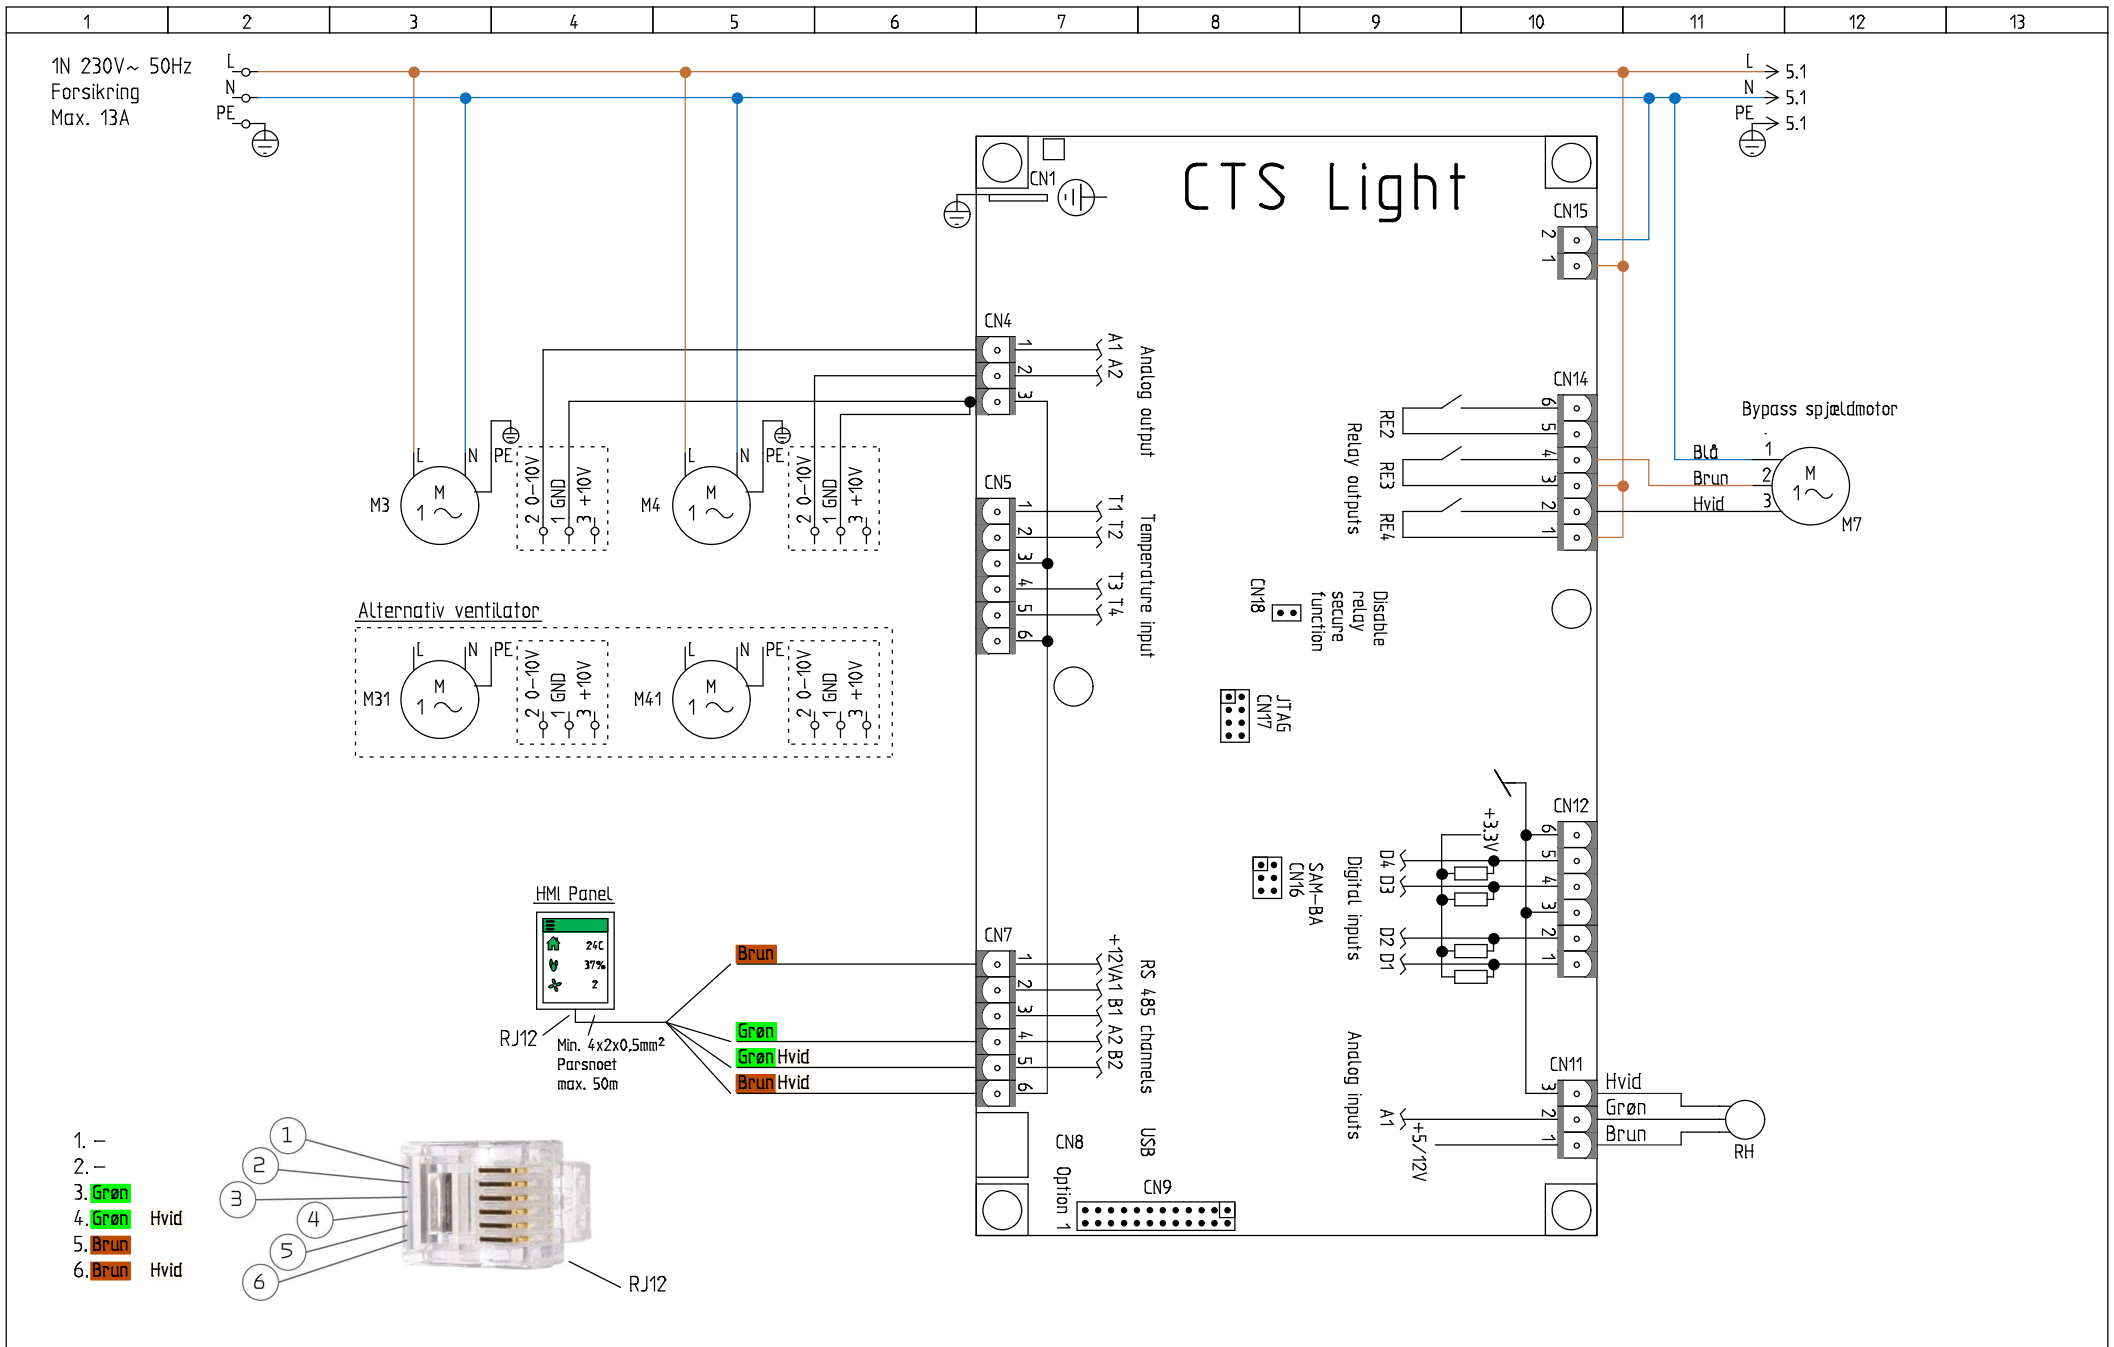 1 2 3 4 5 6 7 8 9 10 11 12 13
1N 230V~ 50Hz
Forsikring
Max. 13A
L
N
PE
L 5.1
N 5.1
PE 5.1
CTS Light
CN1
CN15
2
1
CN4
1
2
3
A1 A2
Analog output
CN14
6
5
4
3
2
1
RE2
RE3
RE4
Relay outputs
Bypass spjældmotor
Blå 1
Brun 2
Hvid 3
M
1
M7
L N PE
M3
M
1
2 0-10V
1 GND
3 +10V
L N PE
M4
M
1
2 0-10V
1 GND
3 +10V
CN5
1
2
3
4
5
6
T1 T2
T3 T4
Temperature input
CN18
Disable
relay
secure
function
Alternativ ventilator
L N PE
M31
M
1
2 0-10V
1 GND
3 +10V
L N PE
M41
M
1
2 0-10V
1 GND
3 +10V
JTAG
CN17
SAM-BA
CN16
CN12
6
5
4
3
2
1
+3.3V
D4 D3
D2 D1
Digital inputs
HMI Panel
24C
37%
2
RJ12
Min. 4x2x0,5mm²
Parsnoet
max. 50m
Brun
Grøn
Grøn Hvid
Brun Hvid
CN7
1
2
3
4
5
6
+12V A1 B1 A2 B2
RS 485 channels
CN11
3
2
1
Analog inputs
A1
+5/12V
Hvid
Grøn
Brun
RH
CN8
USB
Option 1
CN9
1. -
2. -
3. Grøn
4. Grøn Hvid
5. Brun
6. Brun Hvid
1
2
3
4
5
6
RJ12